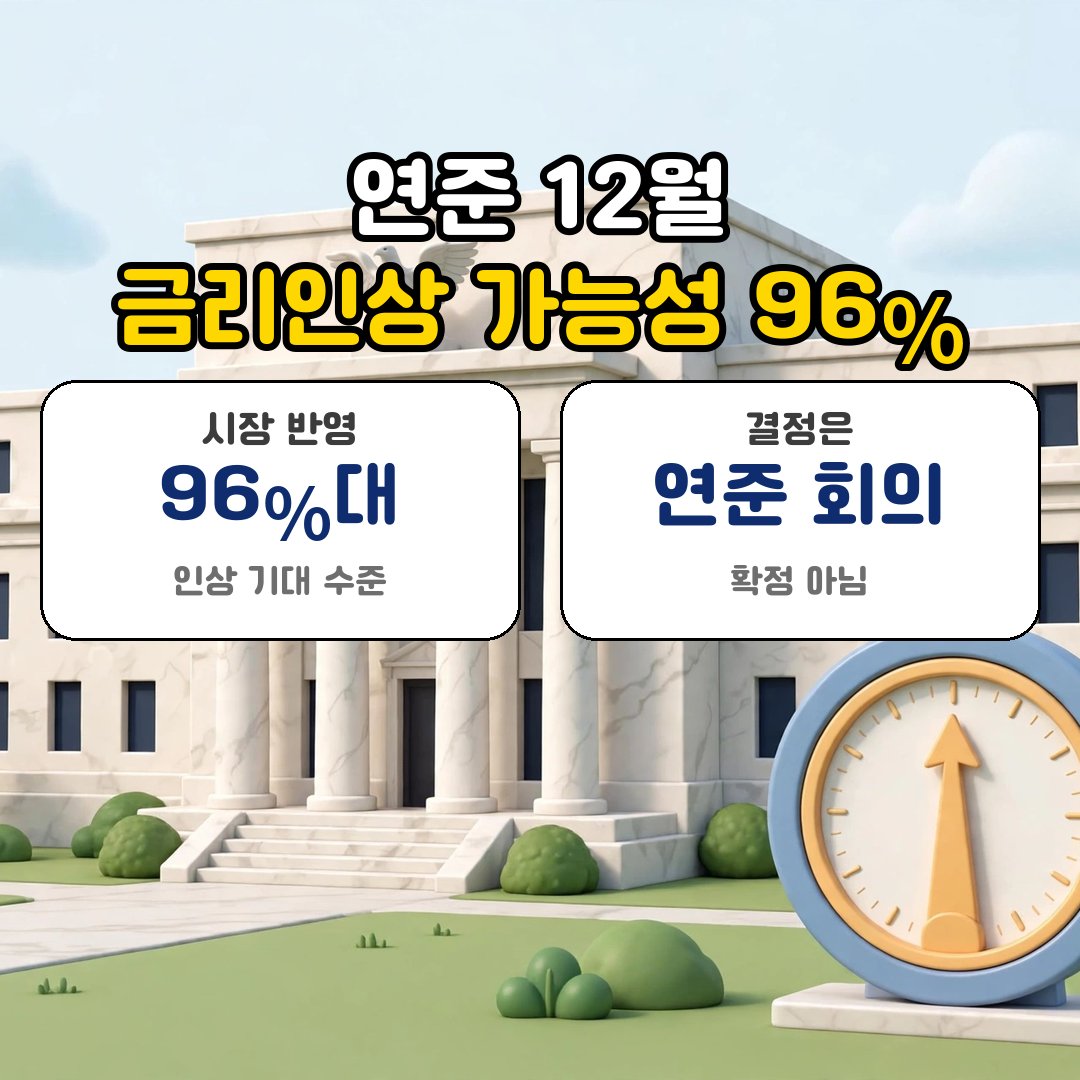 연준 12월
금리인상 가능성 96%
시장 반영
96%대
인상 기대 수준
결정은
연준 회의
확정 아님